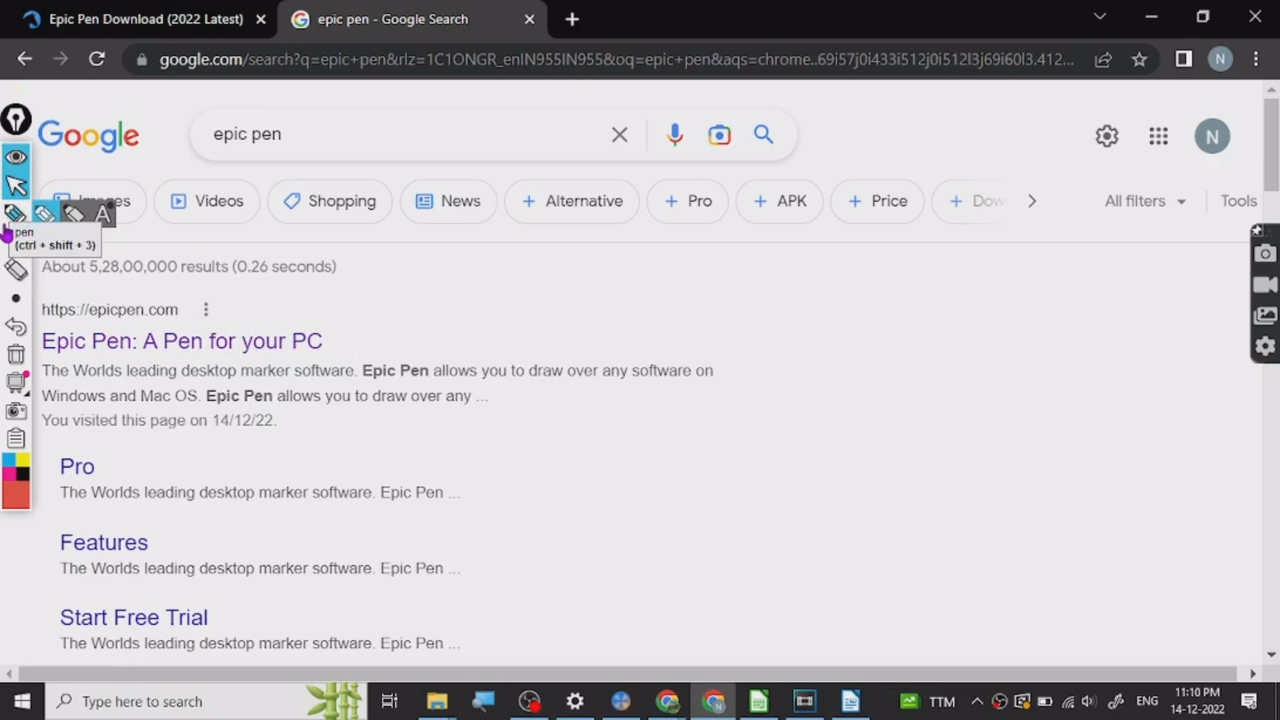 Epic Pen Download (2022 Latest)
epic pen - Google Search
google.com/search?q=epic+pen&rlz=1C1ONGR_enIN955IN955&oq=epic+pen&aqs=chrome..69i57j0i433i512j0i512l3j69i60l3.412...
N
Google
epic pen
N
Images
Videos
Shopping
News
+ Alternative
+ Pro
+ APK
+ Price
+ Dow
All filters
Tools
A
pen
(ctrl + shift + 3)
About 5,28,00,000 results (0.26 seconds)
https://epicpen.com
Epic Pen: A Pen for your PC
The Worlds leading desktop marker software. Epic Pen allows you to draw over any software on
Windows and Mac OS. Epic Pen allows you to draw over any ...
You visited this page on 14/12/22.
Pro
The Worlds leading desktop marker software. Epic Pen ...
Features
The Worlds leading desktop marker software. Epic Pen ...
Start Free Trial
The Worlds leading desktop marker software. Epic Pen ...
Type here to search
TTM
ENG
11:10 PM
14-12-2022